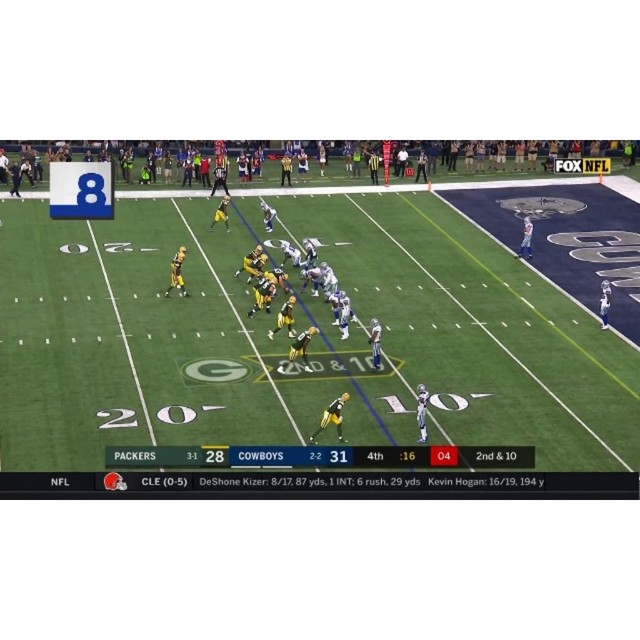 8
FOX NFL
COW
20-
10-
G 2ND & 10
20-
10-
PACKERS 3-1 28 COWBOYS 2-2 31 4th :16 04 2nd & 10
NFL CLE (0-5) DeShone Kizer: 8/17, 87 yds, 1 INT; 6 rush, 29 yds Kevin Hogan: 16/19, 194 y